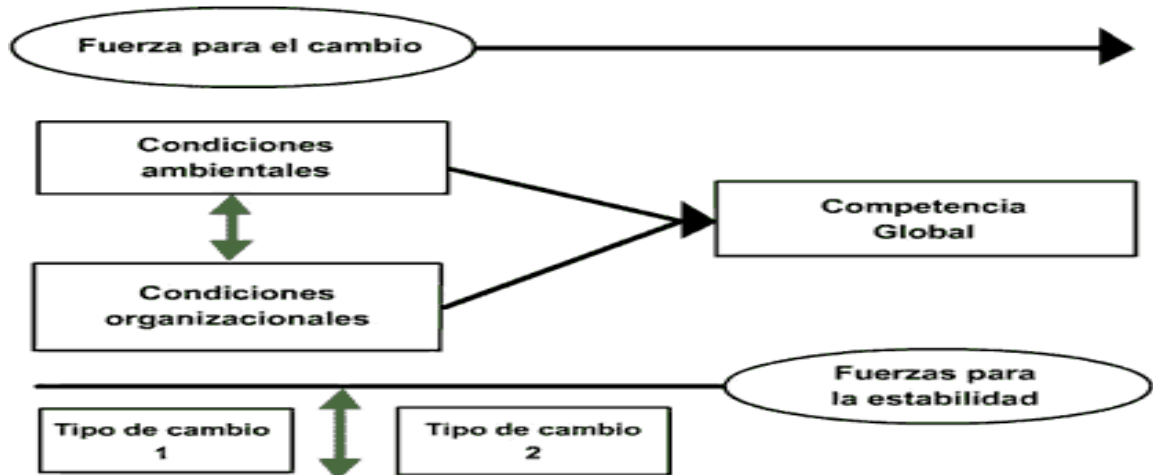 Fuerza para el cambio
Condiciones
ambientales
Competencia
Global
Condiciones
organizacionales
Fuerzas para
la estabilidad
Tipo de cambio
1
Tipo de cambio
2